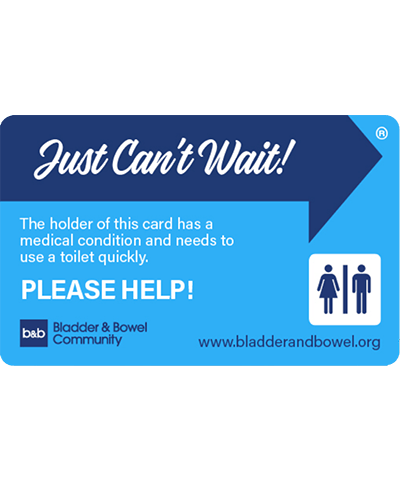 Just Can't Wait!
®
The holder of this card has a
medical condition and needs to
use a toilet quickly.
PLEASE HELP!
b&b
Bladder & Bowel
Community
www.bladderandbowel.org